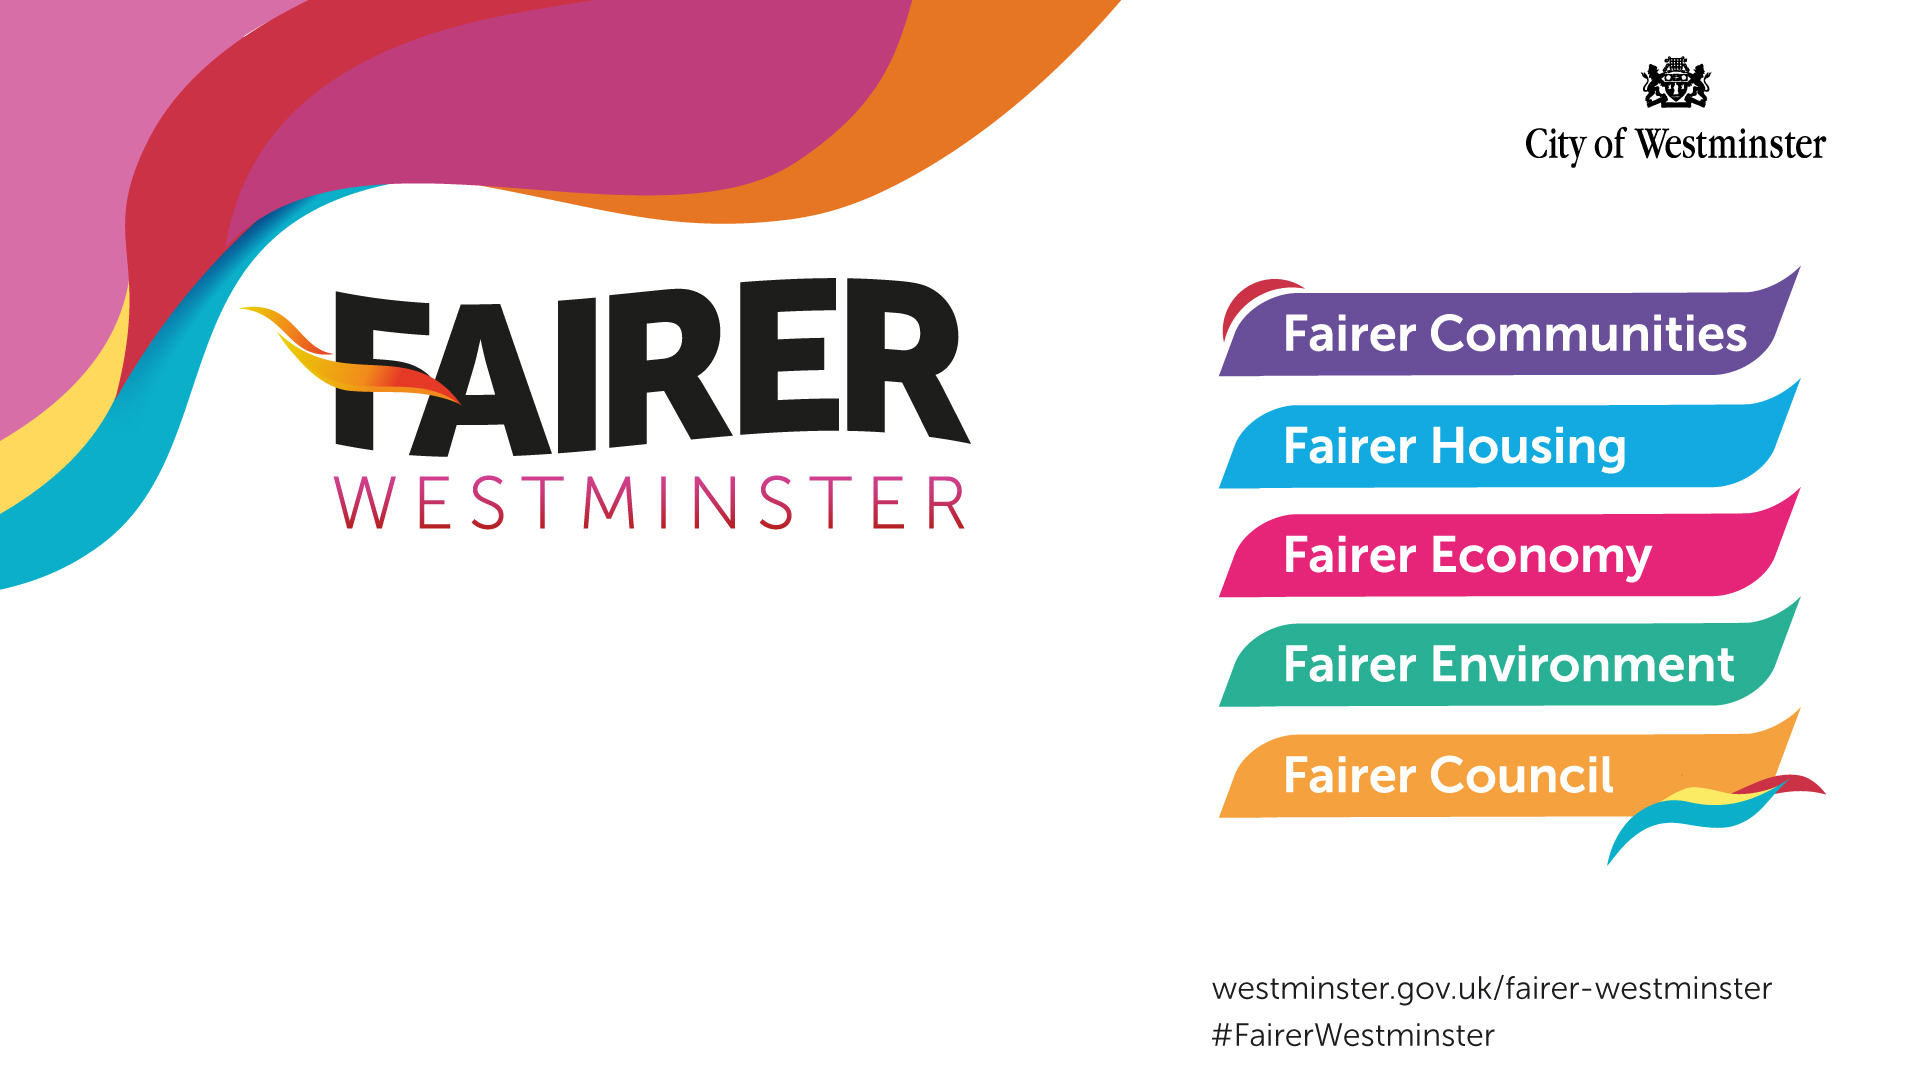 FAIRER
WESTMINSTER
City of Westminster
Fairer Communities
Fairer Housing
Fairer Economy
Fairer Environment
Fairer Council
westminster.gov.uk/fairer-westminster
#FairerWestminster